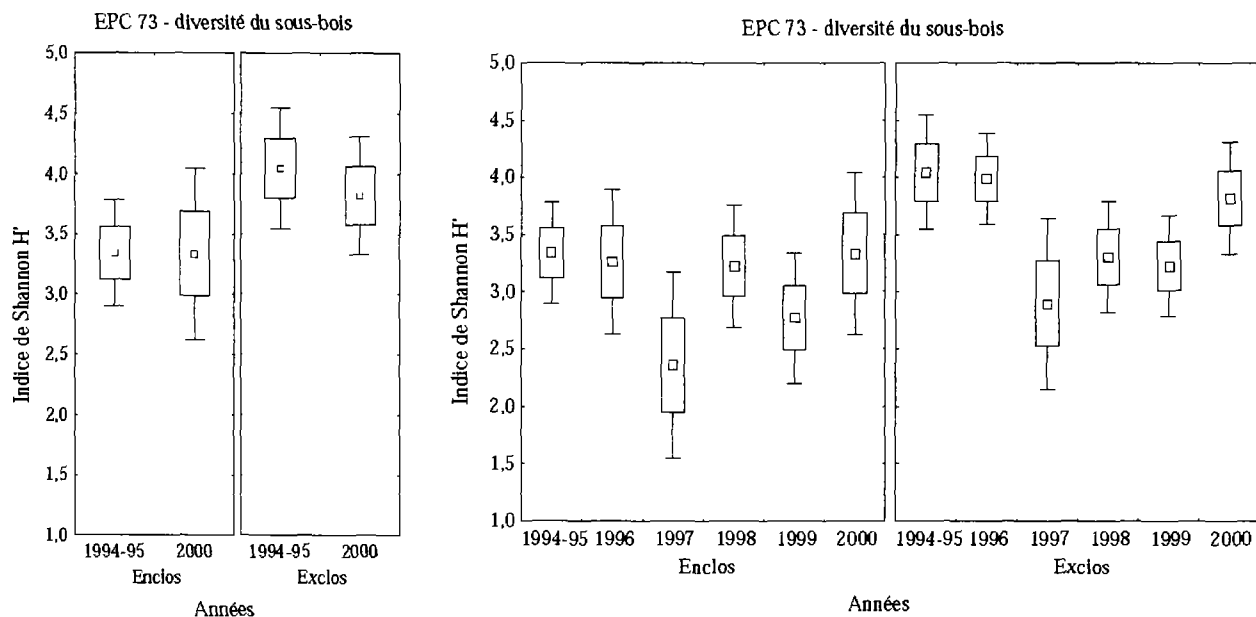 EPC 73 - diversité du sous-bois
Indice de Shannon H'
5,0
4,5
4,0
3,5
3,0
2,5
2,0
1,5
1,0
1994-95 2000 1994-95 2000
Enclos Exclos
Années
EPC 73 - diversité du sous-bois
Indice de Shannon H'
5,0
4,5
4,0
3,5
3,0
2,5
2,0
1,5
1,0
1994-95 1996 1997 1998 1999 2000 1994-95 1996 1997 1998 1999 2000
Enclos Exclos
Années